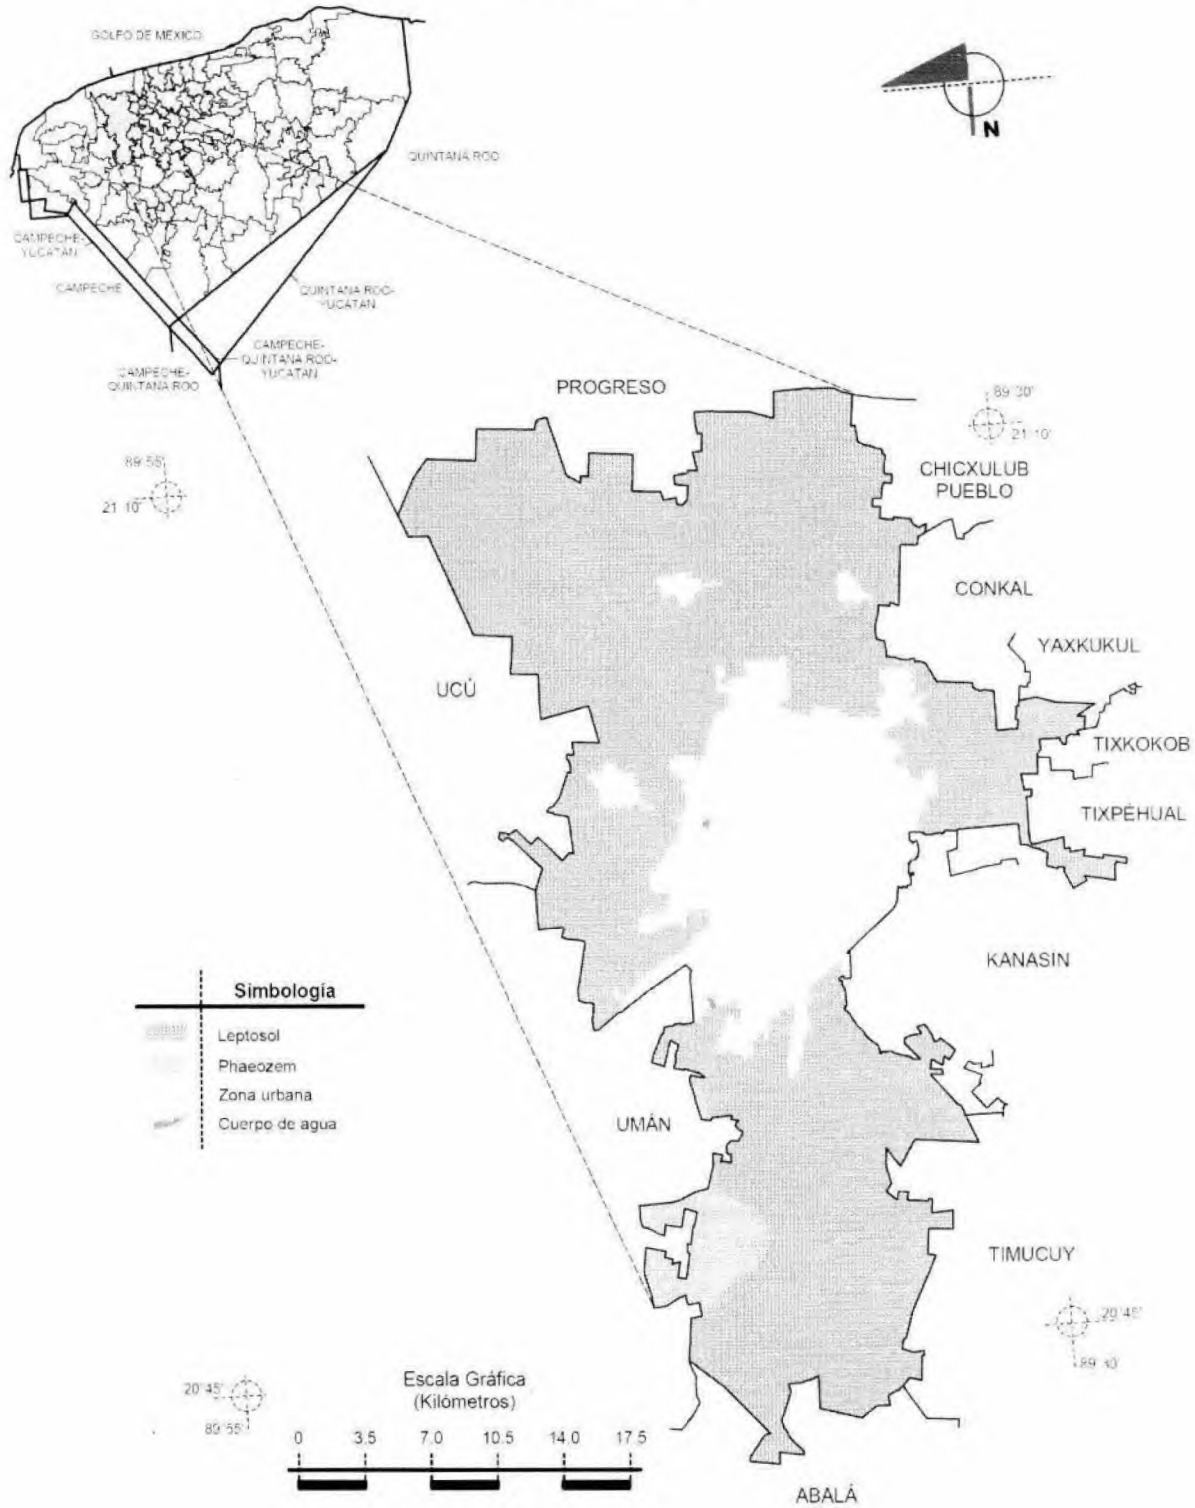 GOLFO DE MÉXICO
N
QUINTANA ROO
CAMPECHE-
YUCATÁN
CAMPECHE
QUINTANA ROO-
YUCATÁN
CAMPECHE-
QUINTANA ROO-
YUCATÁN
CAMPECHE-
QUINTANA ROO
PROGRESO
89°30'
21°10'
89°55'
21°10'
CHICXULUB
PUEBLO
CONKAL
YAXKUKUL
UCÚ
TIXKOKOB
TIXPÉHUAL
KANASÍN
Simbología
Leptosol
Phaeozem
Zona urbana
Cuerpo de agua
UMÁN
TIMUCUY
20°45'
89°30'
20°45'
89°55'
Escala Gráfica
(Kilómetros)
0 3.5 7.0 10.5 14.0 17.5
ABALÁ